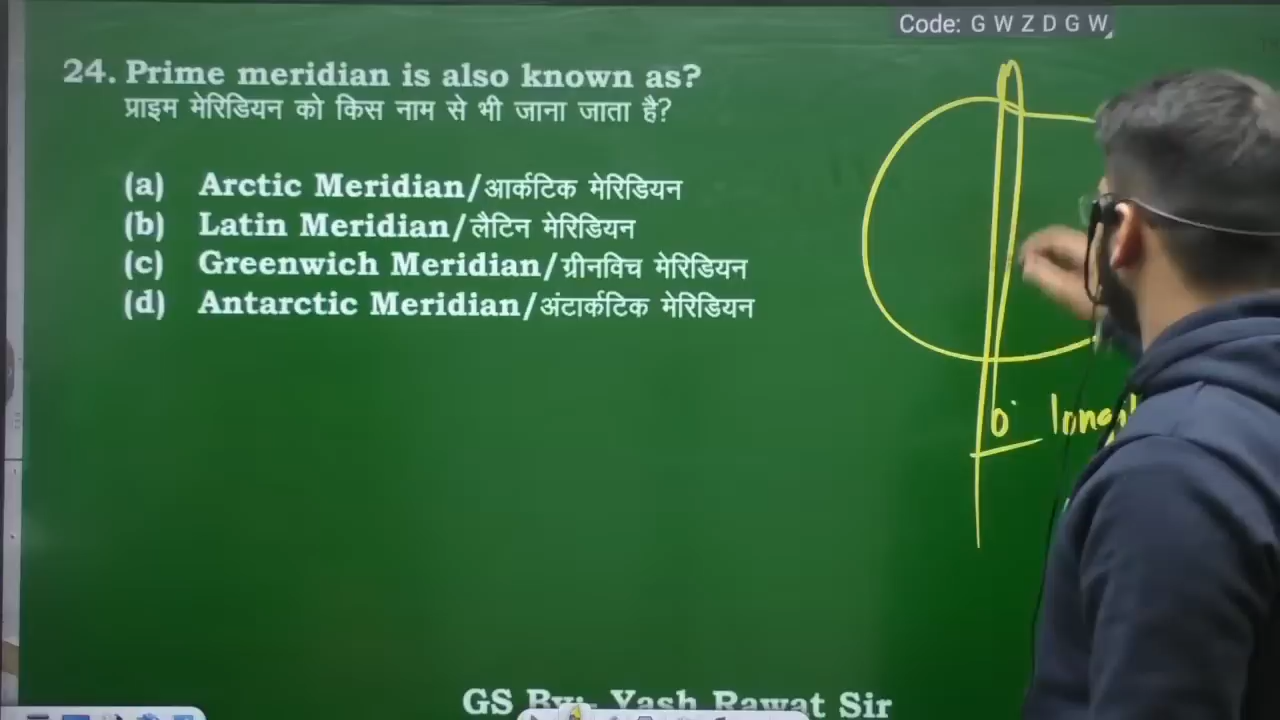 Code: G W Z D G W
24. Prime meridian is also known as?
प्राइम मेरिडियन को किस नाम से भी जाना जाता है?
(a) Arctic Meridian/आर्कटिक मेरिडियन
(b) Latin Meridian/लैटिन मेरिडियन
(c) Greenwich Meridian/ग्रीनविच मेरिडियन
(d) Antarctic Meridian/अंटार्कटिक मेरिडियन
0°
GS By:- Yash Rawat Sir